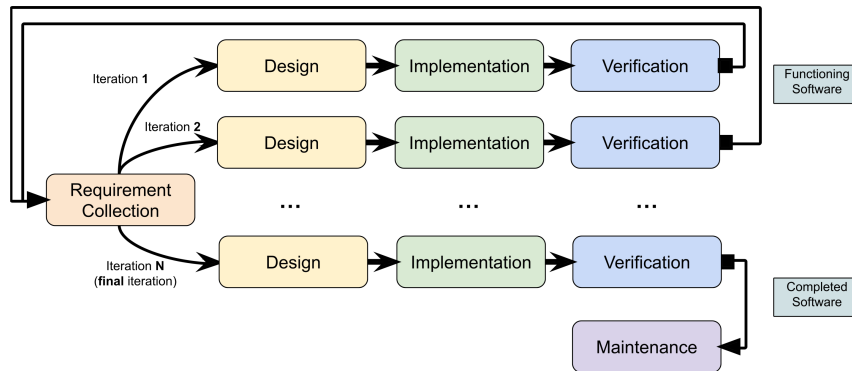 Design
Implementation
Verification
Functioning
Software
Iteration 1
Iteration 2
Design
Implementation
Verification
Requirement
Collection
...
...
...
Iteration N
(final iteration)
Design
Implementation
Verification
Completed
Software
Maintenance